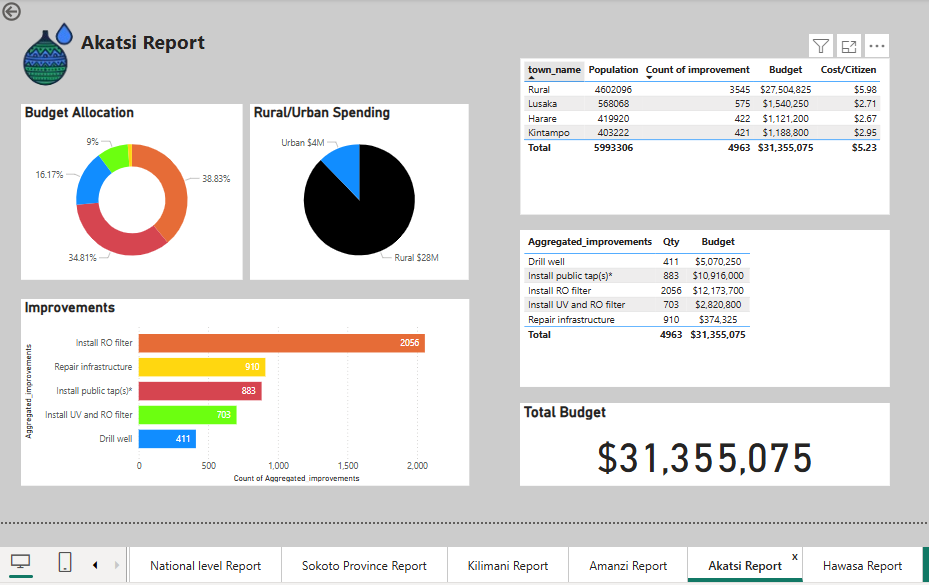 Akatsi Report
Budget Allocation
9%
16.17%
38.83%
34.81%
Rural/Urban Spending
Urban $4M
Rural $28M
Improvements
Aggregated_improvements
Install RO filter 2056
Repair infrastructure 910
Install public tap(s)* 883
Install UV and RO filter 703
Drill well 411
0 500 1,000 1,500 2,000
Count of Aggregated improvements
town_name Population Count of improvement Budget Cost/Citizen
Rural 4602096 3545 $27,504,825 $5.98
Lusaka 568068 575 $1,540,250 $2.71
Harare 419920 422 $1,121,200 $2.67
Kintampo 403222 421 $1,188,800 $2.95
Total 5993306 4963 $31,355,075 $5.23
Aggregated_improvements Qty Budget
Drill well 411 $5,070,250
Install public tap(s)* 883 $10,916,000
Install RO filter 2056 $12,173,700
Install UV and RO filter 703 $2,820,800
Repair infrastructure 910 $374,325
Total 4963 $31,355,075
Total Budget
$31,355,075
National level Report
Sokoto Province Report
Kilimani Report
Amanzi Report
Akatsi Report x
Hawasa Report